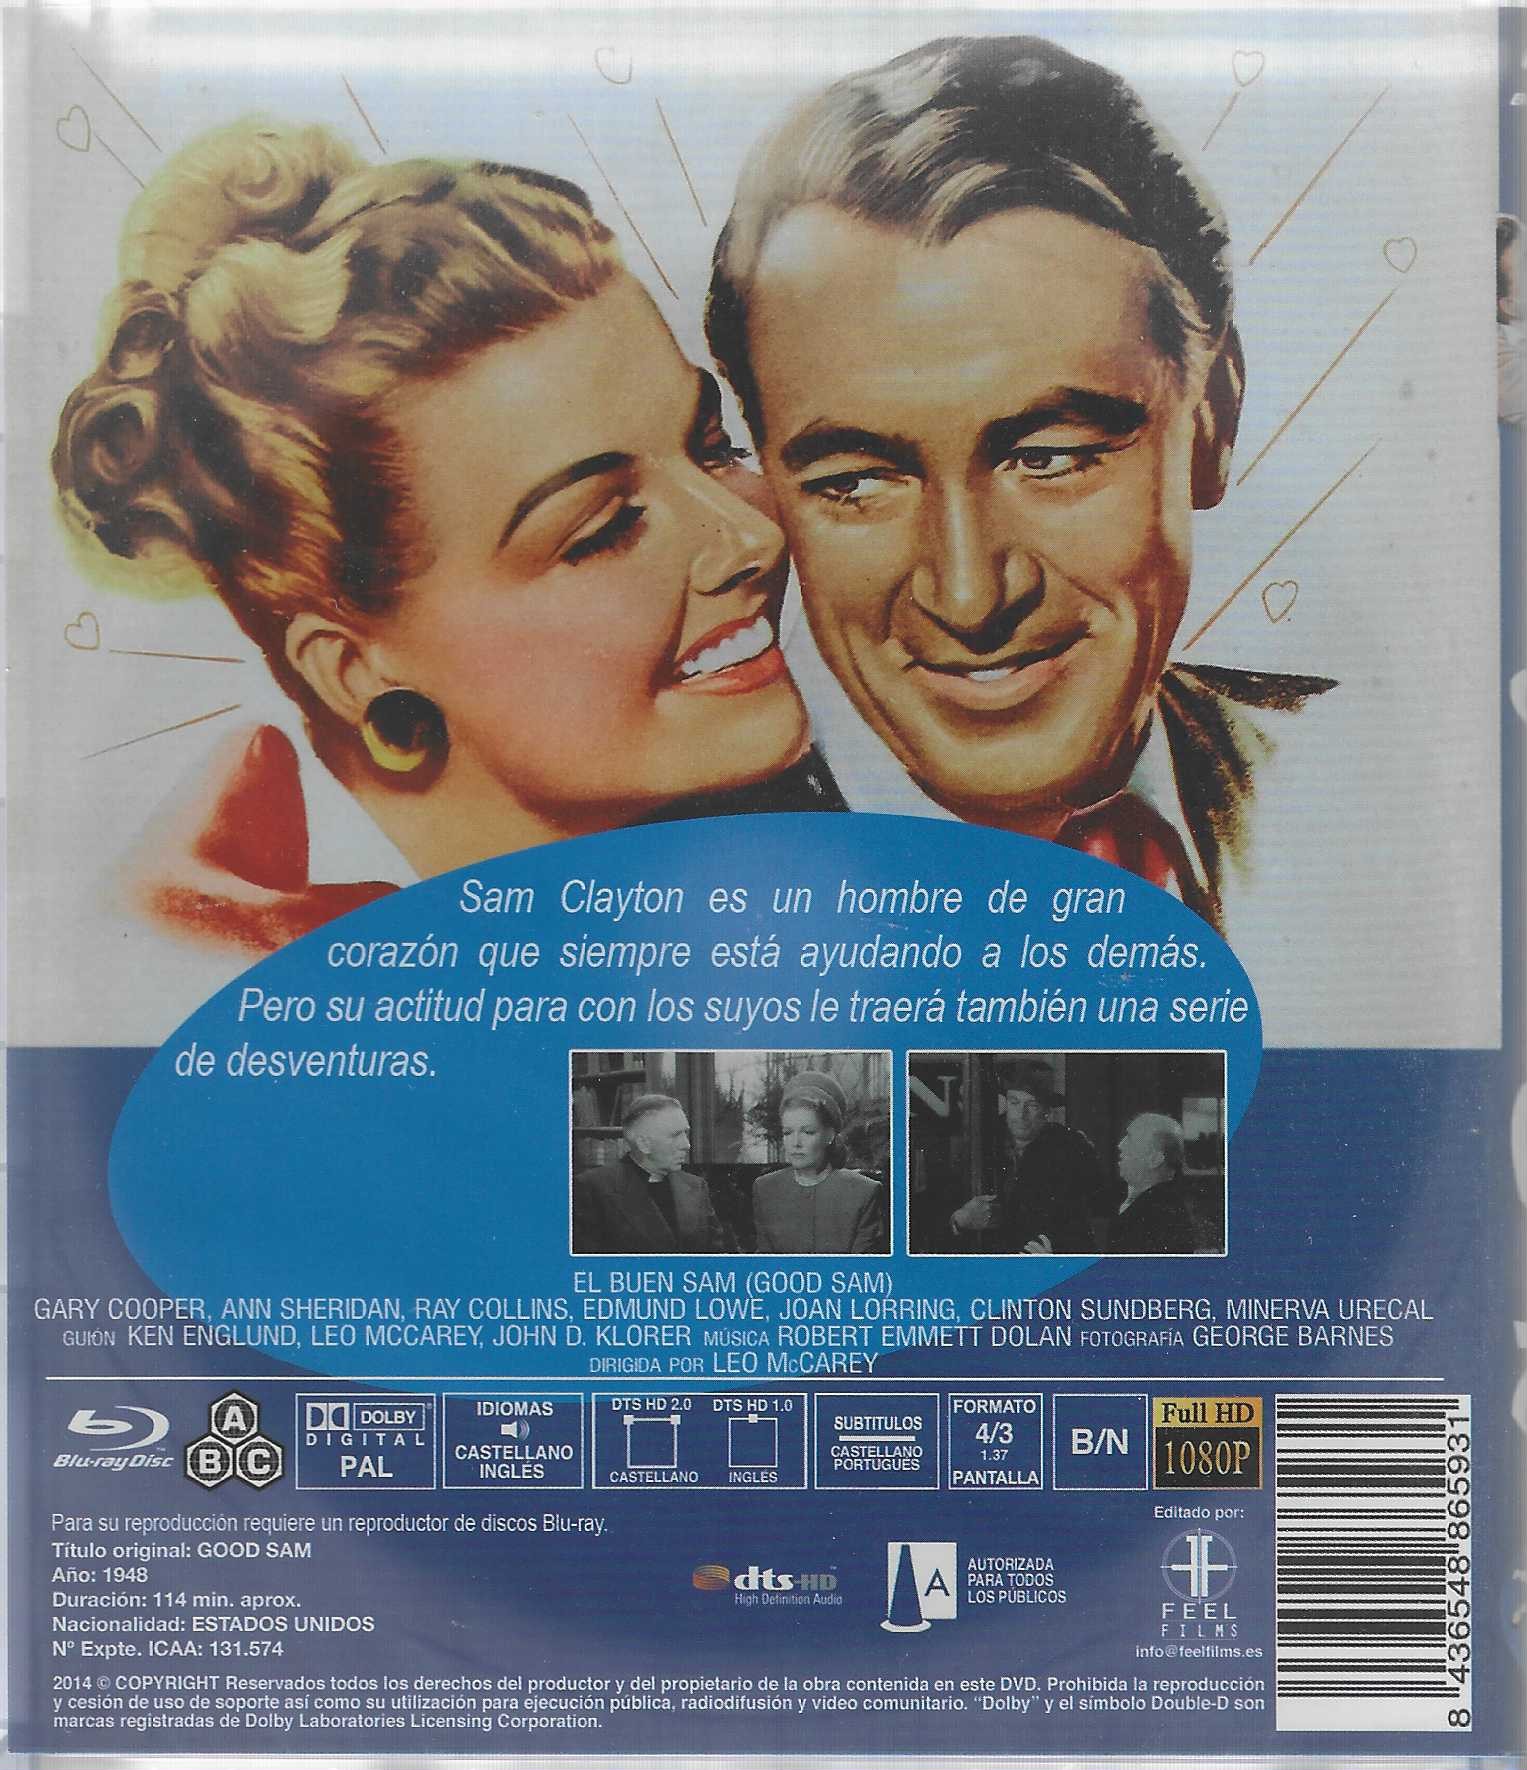 Sam Clayton es un hombre de gran
corazón que siempre está ayudando a los demás.
Pero su actitud para con los suyos le traerá también una serie
de desventuras.
EL BUEN SAM (GOOD SAM)
GARY COOPER, ANN SHERIDAN, RAY COLLINS, EDMUND LOWE, JOAN LORRING, CLINTON SUNDBERG, MINERVA URECAL
GUIÓN KEN ENGLUND, LEO MCCAREY, JOHN D. KLORER MÚSICA ROBERT EMMETT DOLAN FOTOGRAFÍA GEORGE BARNES
DIRIGIDA POR LEO McCAREY
Blu-ray Disc
A
B C
DOLBY
DIGITAL
PAL
IDIOMAS
CASTELLANO
INGLÉS
DTS HD 2.0 DTS HD 1.0
CASTELLANO INGLÉS
SUBTITULOS
CASTELLANO
PORTUGUÉS
FORMATO
4/3
1.37
PANTALLA
B/N
Full HD
1080P
8 436548 865931
Para su reproducción requiere un reproductor de discos Blu-ray.
Título original: GOOD SAM
Año: 1948
Duración: 114 min. aprox.
Nacionalidad: ESTADOS UNIDOS
Nº Expte. ICAA: 131.574
dts-HD
High Definition Audio
A
AUTORIZADA
PARA TODOS
LOS PÚBLICOS
Editado por:
FEEL
FILMS
info@feelfilms.es
2014 © COPYRIGHT Reservados todos los derechos del productor y del propietario de la obra contenida en este DVD. Prohibida la reproducción
y cesión de uso de soporte así como su utilización para ejecución pública, radiodifusión y video comunitario. "Dolby" y el símbolo Double-D son
marcas registradas de Dolby Laboratories Licensing Corporation.